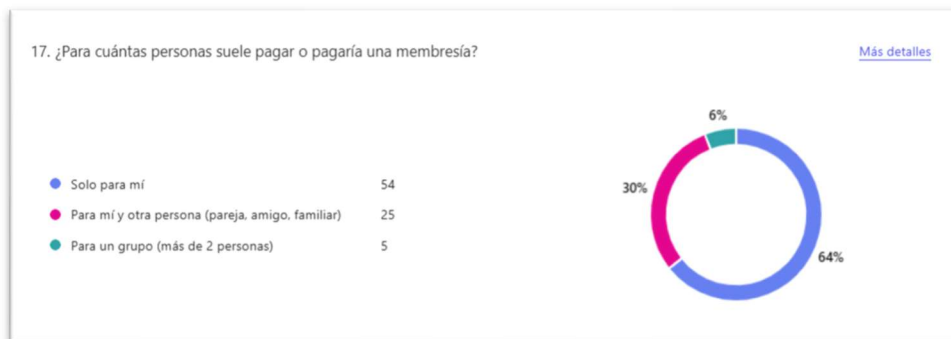 17. ¿Para cuántas personas suele pagar o pagaría una membresía?
Más detalles
Solo para mí 54
Para mí y otra persona (pareja, amigo, familiar) 25
Para un grupo (más de 2 personas) 5
6%
30%
64%